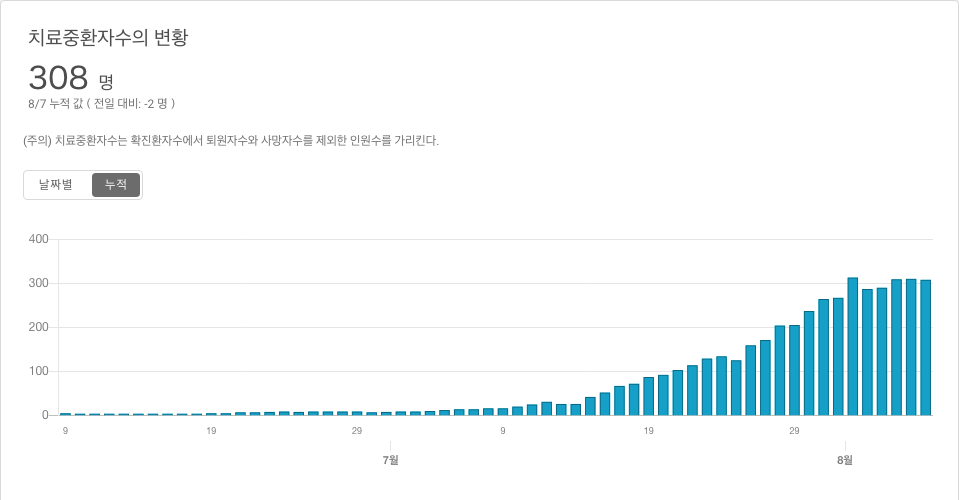 치료중환자수의 변황
308 명
8/7 누적 값 ( 전일 대비: -2 명 )
(주의) 치료중환자수는 확진환자수에서 퇴원자수와 사망자수를 제외한 인원수를 가리킨다.
날짜별 누적
400
300
200
100
0
9 19 29 9 19 29
7월 8월